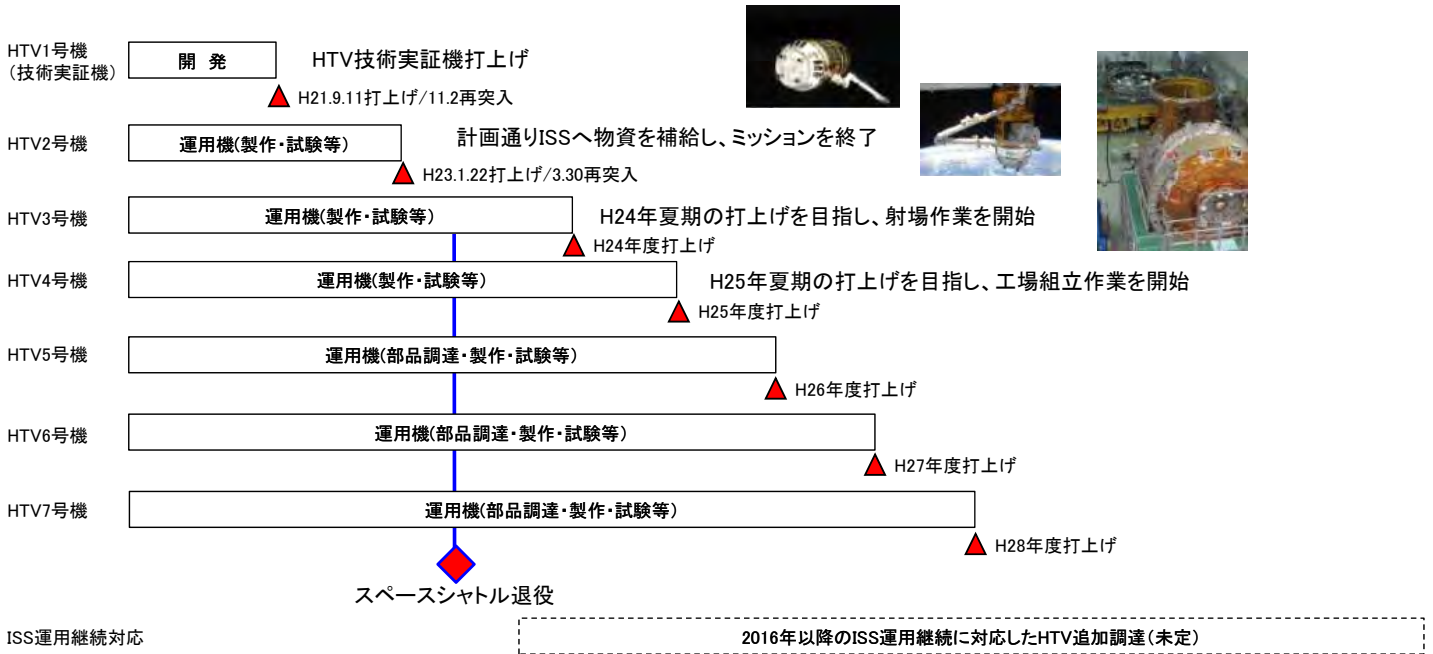 HTV1号機
(技術実証機)
開 発
HTV技術実証機打上げ
H21.9.11打上げ/11.2再突入
HTV2号機
運用機(製作・試験等)
計画通りISSへ物資を補給し、ミッションを終了
H23.1.22打上げ/3.30再突入
HTV3号機
運用機(製作・試験等)
H24年夏期の打上げを目指し、射場作業を開始
H24年度打上げ
HTV4号機
運用機(製作・試験等)
H25年夏期の打上げを目指し、工場組立作業を開始
H25年度打上げ
HTV5号機
運用機(部品調達・製作・試験等)
H26年度打上げ
HTV6号機
運用機(部品調達・製作・試験等)
H27年度打上げ
HTV7号機
運用機(部品調達・製作・試験等)
H28年度打上げ
スペースシャトル退役
ISS運用継続対応
2016年以降のISS運用継続に対応したHTV追加調達(未定)